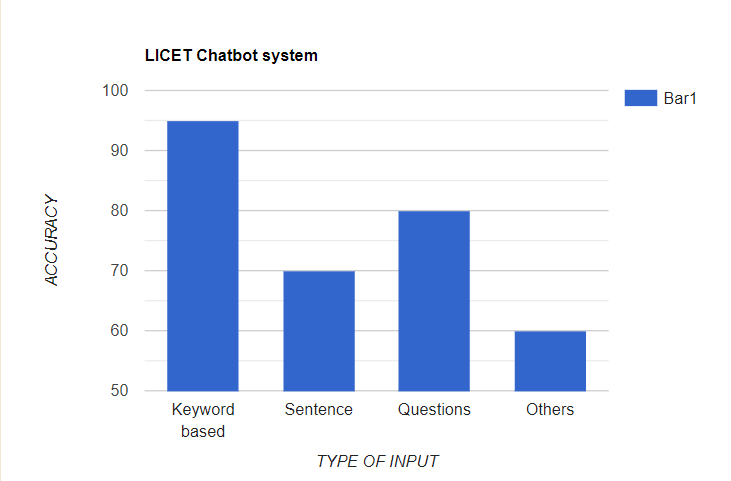 LICET Chatbot system
100
90
80
70
60
50
ACCURACY
Keyword
based
Sentence
Questions
Others
TYPE OF INPUT
Bar1